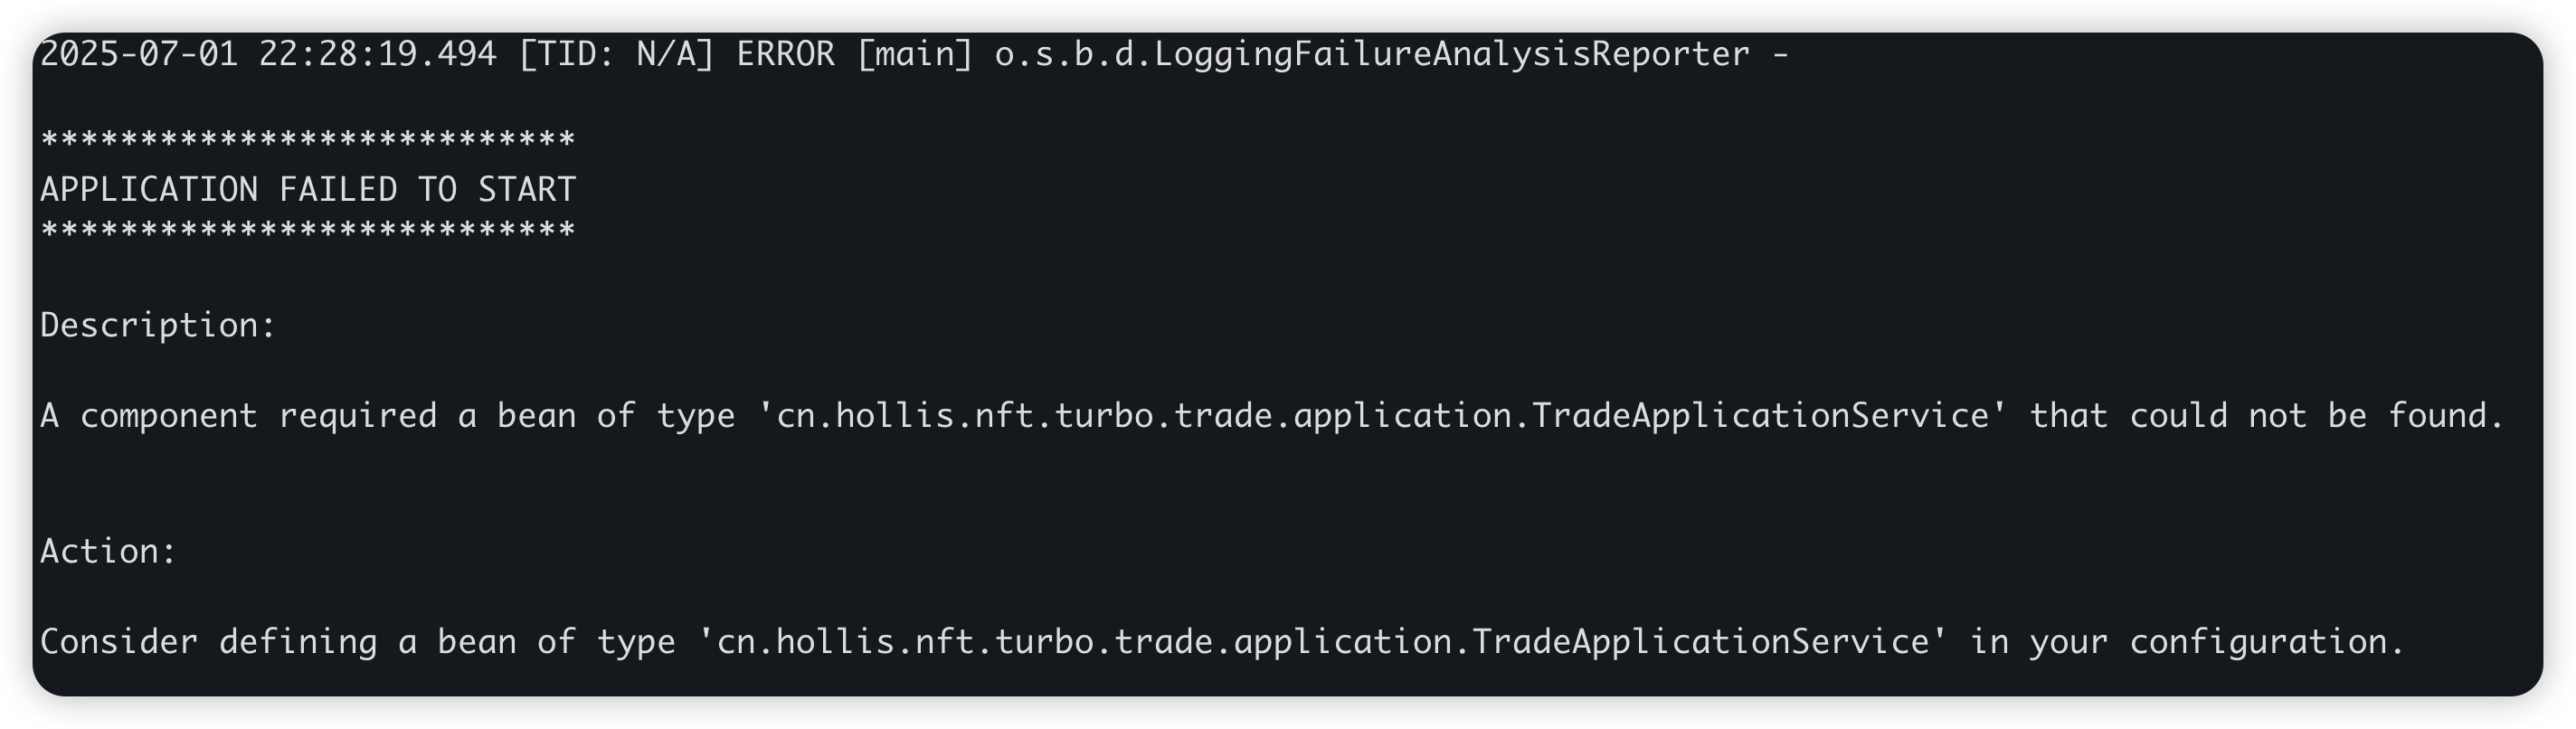 2025-07-01 22:28:19.494 [TID: N/A] ERROR [main] o.s.b.d.LoggingFailureAnalysisReporter -
***************************
APPLICATION FAILED TO START
***************************
Description:
A component required a bean of type 'cn.hollis.nft.turbo.trade.application.TradeApplicationService' that could not be found.
Action:
Consider defining a bean of type 'cn.hollis.nft.turbo.trade.application.TradeApplicationService' in your configuration.